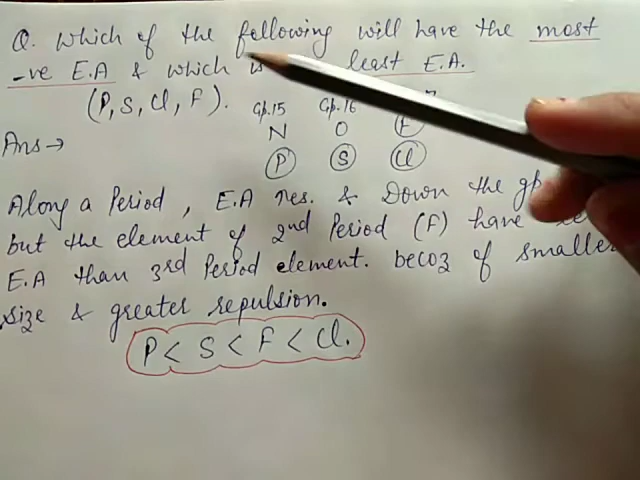 Q. Which of the following will have the most
-ve E.A & which is least E.A.
(P, S, Cl, F). Gp.15 Gp.16
N O F
Ans → P S Cl
Along a Period, E.A res. & Down the gp
but the element of 2nd Period (F) have
E.A than 3rd Period element. becoz of smaller
size & greater repulsion.
P < S < F < Cl.